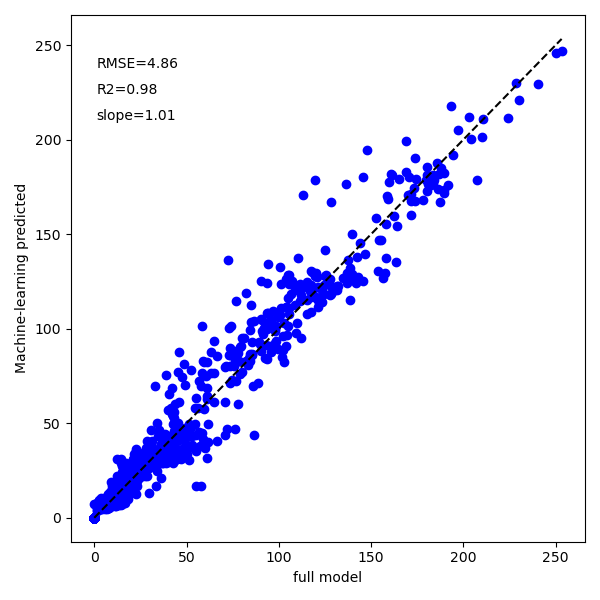 RMSE=4.86
R2=0.98
slope=1.01
Machine-learning predicted
250
200
150
100
50
0
0 50 100 150 200 250
full model